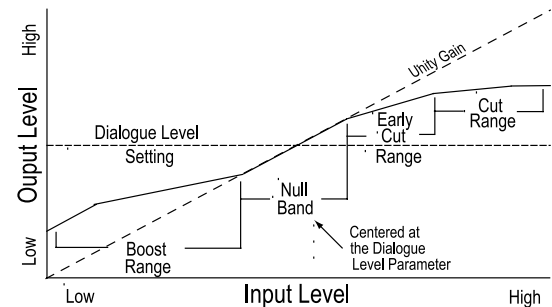 High
Unity Gain
Ouput Level
Dialogue Level
Setting
Early
Cut
Range
Cut
Range
Null
Band
Low
Boost
Range
Centered at
the Dialogue
Level Parameter
Low
Input Level
High